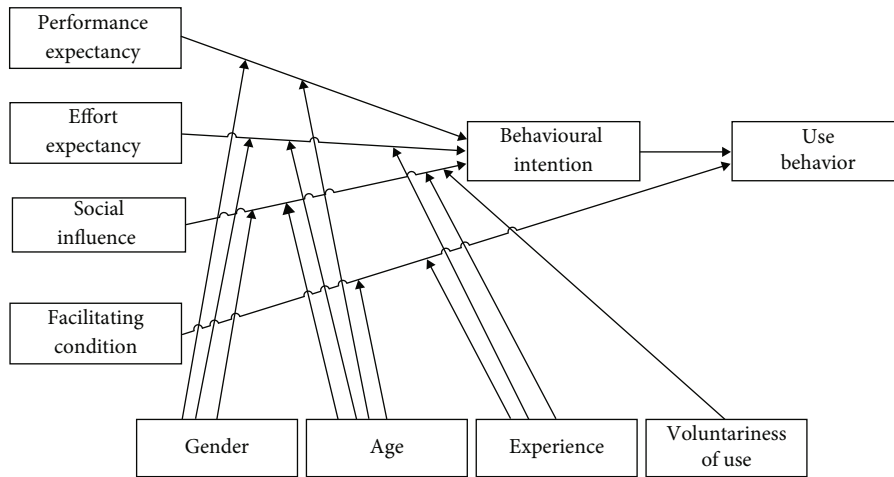 Performance
expectancy
Effort
expectancy
Behavioural
intention
Use
behavior
Social
influence
Facilitating
condition
Gender
Age
Experience
Voluntariness
of use